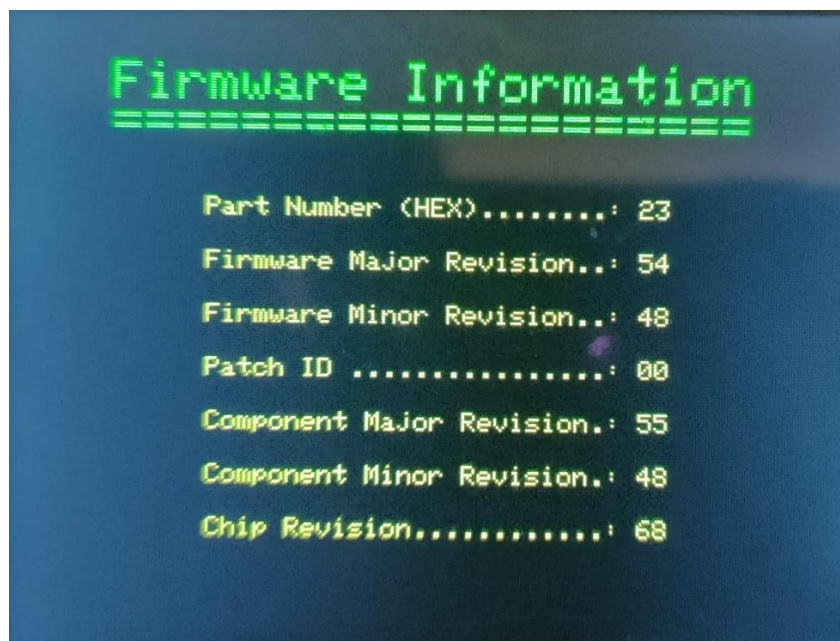 Firmware Information
====================
Part Number (HEX)........: 23
Firmware Major Revision..: 54
Firmware Minor Revision..: 48
Patch ID ................: 00
Component Major Revision.: 55
Component Minor Revision.: 48
Chip Revision............: 68